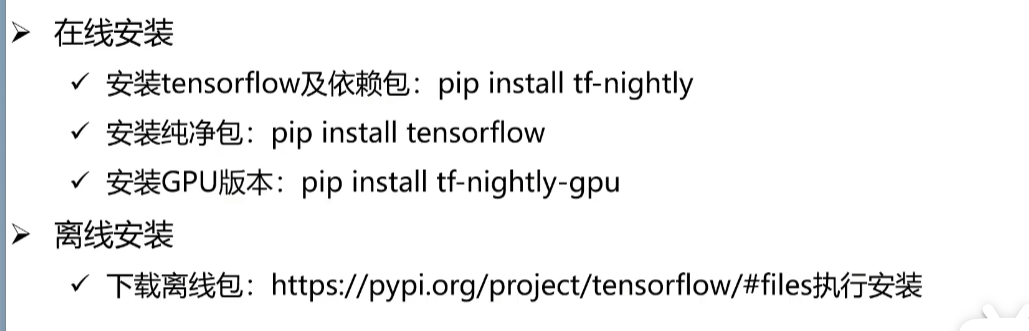 在线安装
安装tensorflow及依赖包：pip install tf-nightly
安装纯净包：pip install tensorflow
安装GPU版本：pip install tf-nightly-gpu
离线安装
下载离线包：https://pypi.org/project/tensorflow/#files执行安装